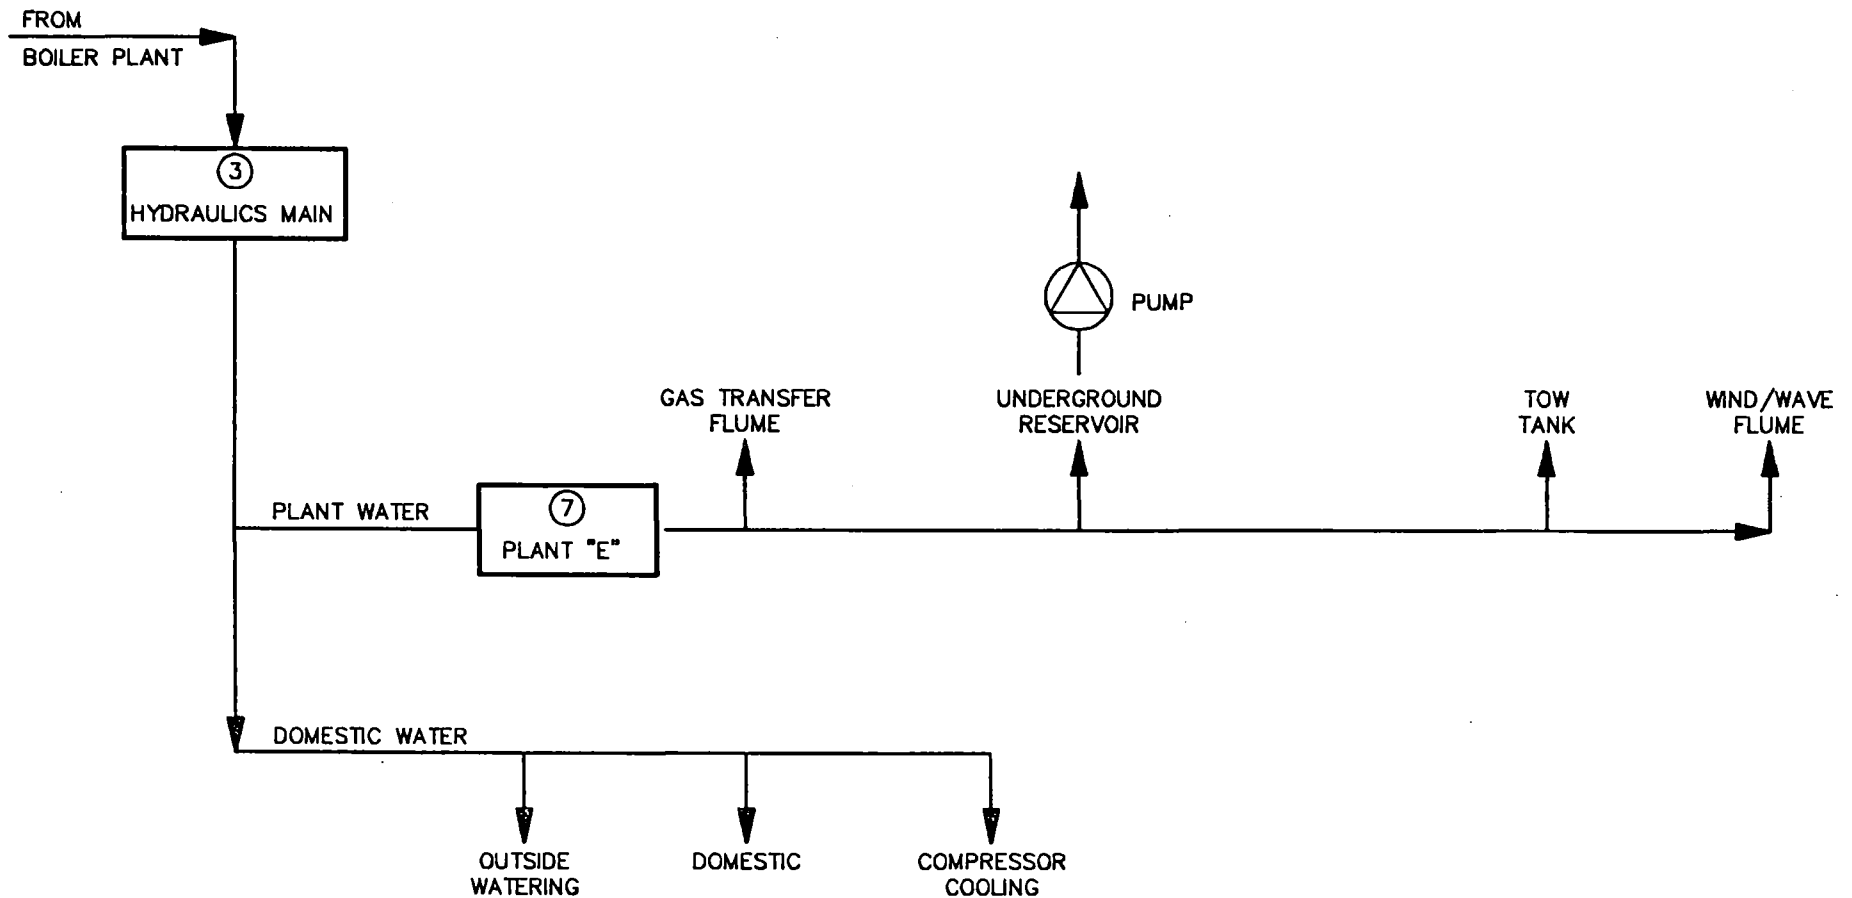 FROM
BOILER PLANT
3
HYDRAULICS MAIN
PUMP
GAS TRANSFER
FLUME
UNDERGROUND
RESERVOIR
TOW
TANK
WIND/WAVE
FLUME
PLANT WATER
7
PLANT "E"
DOMESTIC WATER
OUTSIDE
WATERING
DOMESTIC
COMPRESSOR
COOLING